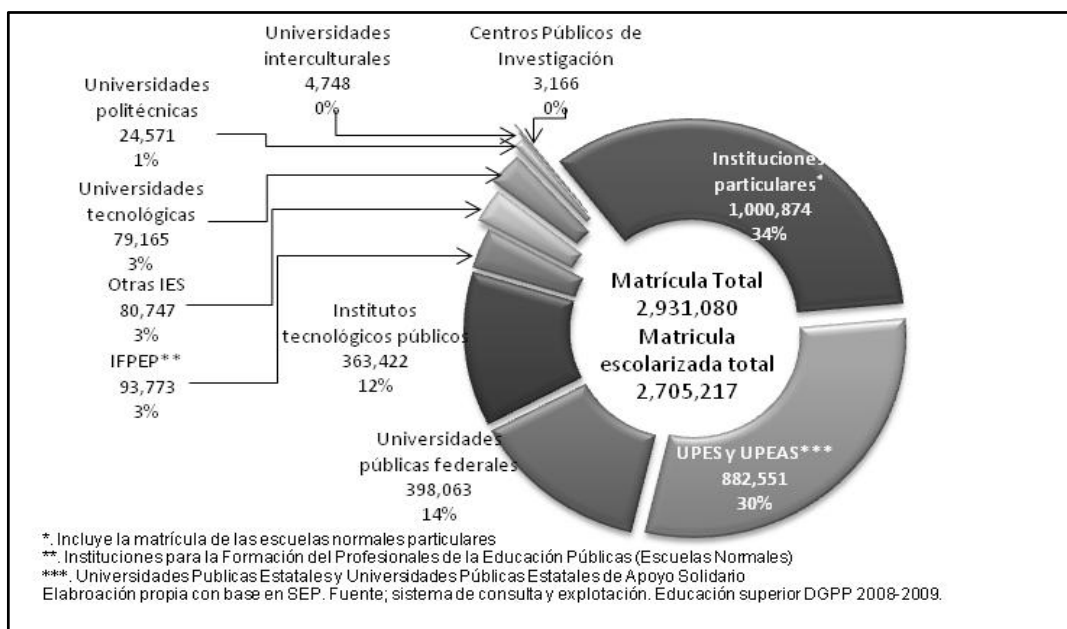 Universidades
interculturales
4,748
0%
Centros Públicos de
Investigación
3,166
0%
Universidades
politécnicas
24,571
1%
Universidades
tecnológicas
79,165
3%
Otras IES
80,747
3%
IFPEP**
93,773
3%
Institutos
tecnológicos públicos
363,422
12%
Universidades
públicas federales
398,063
14%
Instituciones
particulares*
1,000,874
34%
Matrícula Total
2,931,080
Matricula
escolarizada total
2,705,217
UPES y UPEAS***
882,551
30%
*. Incluye la matrícula de las escuelas normales particulares
**. Instituciones para la Formación del Profesionales de la Educación Públicas (Escuelas Normales)
***. Universidades Publicas Estatales y Universidades Públicas Estatales de Apoyo Solidario
Elabroación propia con base en SEP. Fuente; sistema de consulta y explotación. Educación superior DGPP 2008-2009.